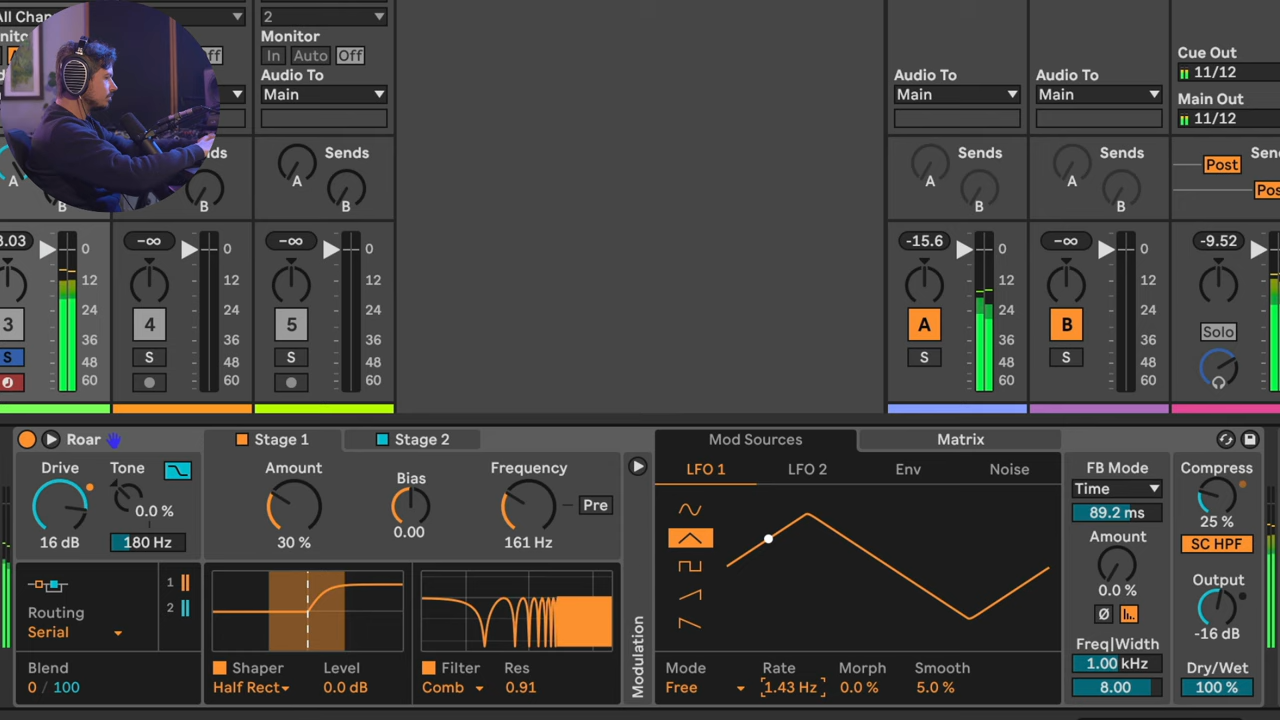 All Chan
2
Monitor
In Auto Off
Audio To
Main
Audio To
Main
Audio To
Main
Cue Out
11/12
Main Out
11/12
A
B
B
Sends
A
B
Sends
A
B
Sends
A
B
Post
-∞
0
12
24
36
48
60
3
S
-∞
0
12
24
36
48
60
4
S
-∞
0
12
24
36
48
60
5
S
-15.6
0
12
24
36
48
60
A
S
-∞
0
12
24
36
48
60
B
S
-9.52
Solo
Roar
Drive
16 dB
Tone
0.0 %
180 Hz
Routing
Serial
1
2
Blend
0 / 100
Stage 1
Stage 2
Amount
30 %
Bias
0.00
Frequency
161 Hz
Pre
Shaper
Half Rect
Level
0.0 dB
Filter
Comb
Res
0.91
Modulation
Mod Sources
Matrix
LFO 1
LFO 2
Env
Noise
Mode
Free
Rate
1.43 Hz
Morph
0.0 %
Smooth
5.0 %
FB Mode
Time
89.2 ms
Amount
0.0 %
Ø
Freq|Width
1.00 kHz
8.00
Compress
25 %
SC HPF
Output
-16 dB
Dry/Wet
100 %